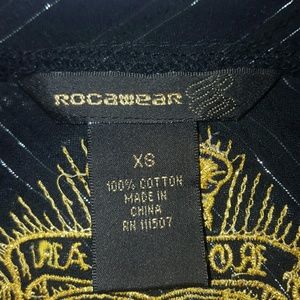 ROCAWEAR
XS
100% COTTON
MADE IN
CHINA
RN 111507